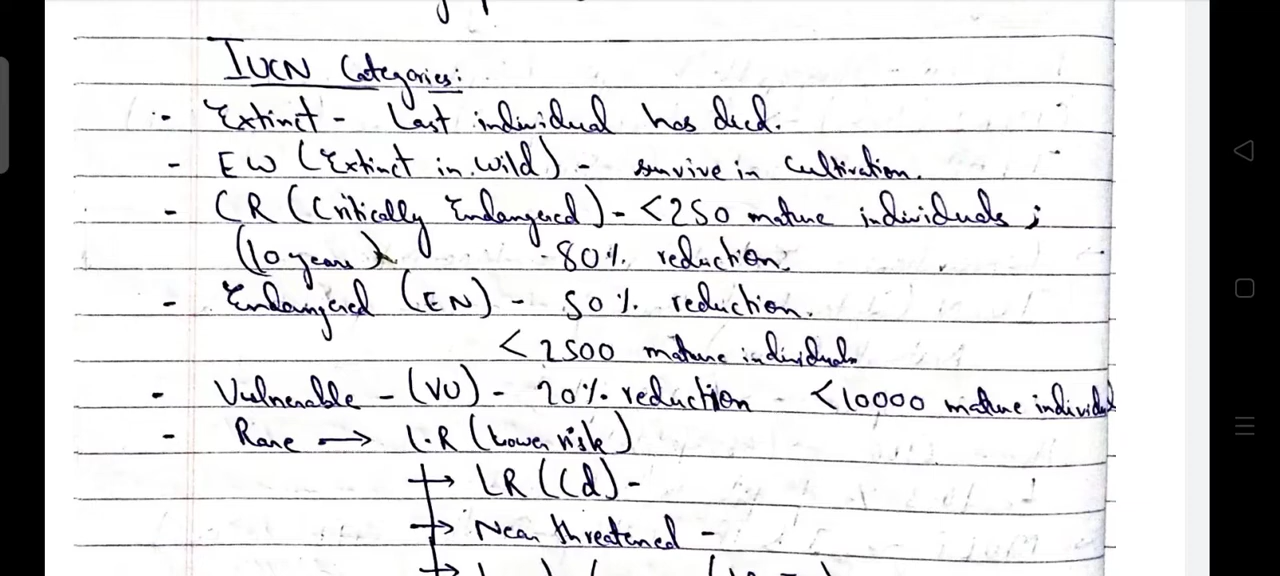 IUCN Categories:
- Extinct - Last individual has died.
- EW (Extinct in wild) - survive in cultivation.
- CR (Critically Endangered) - <250 mature individuals ;
(10 years) 80% reduction.
- Endangered (EN) - 50% reduction.
< 2500 mature individuals
- Vulnerable - (VU) - 20% reduction - <10000 mature individual
- Rare → L.R (Lower risk)
→ LR (Cd) -
→ Near threatened -